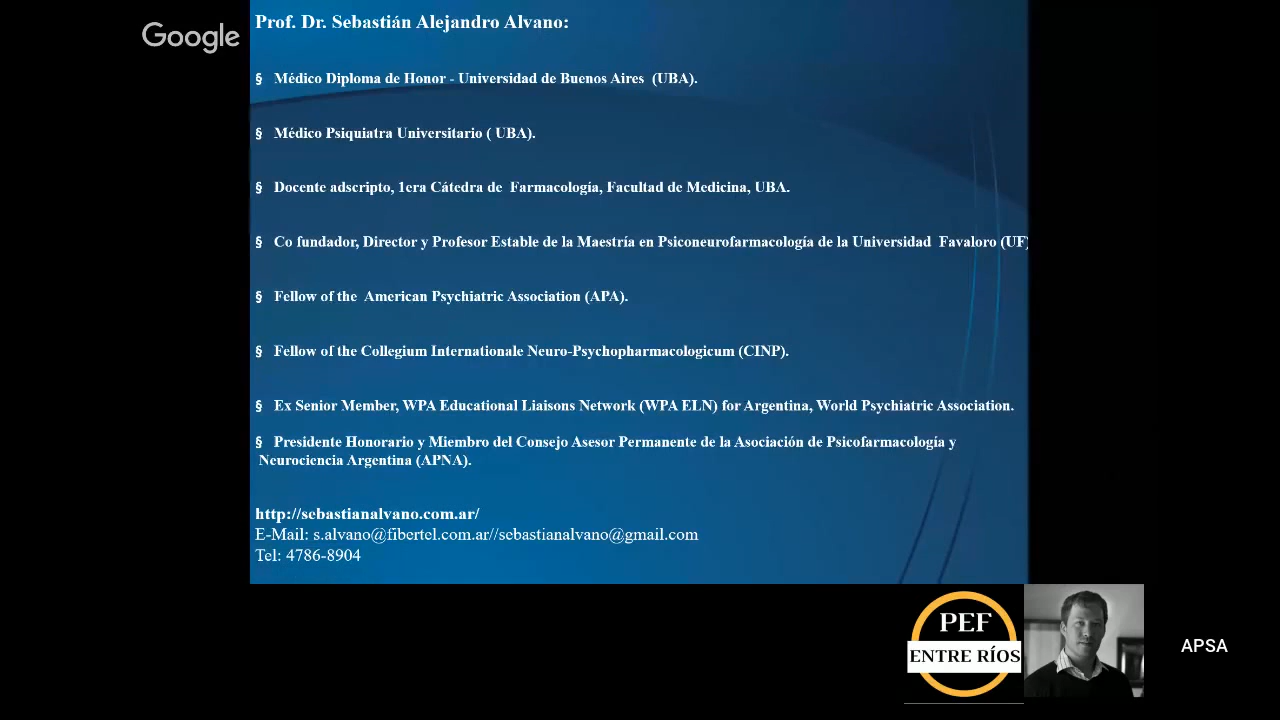 Google
Prof. Dr. Sebastián Alejandro Alvano:
§ Médico Diploma de Honor - Universidad de Buenos Aires (UBA).
§ Médico Psiquiatra Universitario ( UBA).
§ Docente adscripto, 1era Cátedra de Farmacología, Facultad de Medicina, UBA.
§ Co fundador, Director y Profesor Estable de la Maestría en Psiconeurofarmacología de la Universidad Favaloro (UF)
§ Fellow of the American Psychiatric Association (APA).
§ Fellow of the Collegium Internationale Neuro-Psychopharmacologicum (CINP).
§ Ex Senior Member, WPA Educational Liaisons Network (WPA ELN) for Argentina, World Psychiatric Association.
§ Presidente Honorario y Miembro del Consejo Asesor Permanente de la Asociación de Psicofarmacología y
Neurociencia Argentina (APNA).
http://sebastianalvano.com.ar/
E-Mail: s.alvano@fibertel.com.ar//sebastianalvano@gmail.com
Tel: 4786-8904
PEF
ENTRE RÍOS
APSA